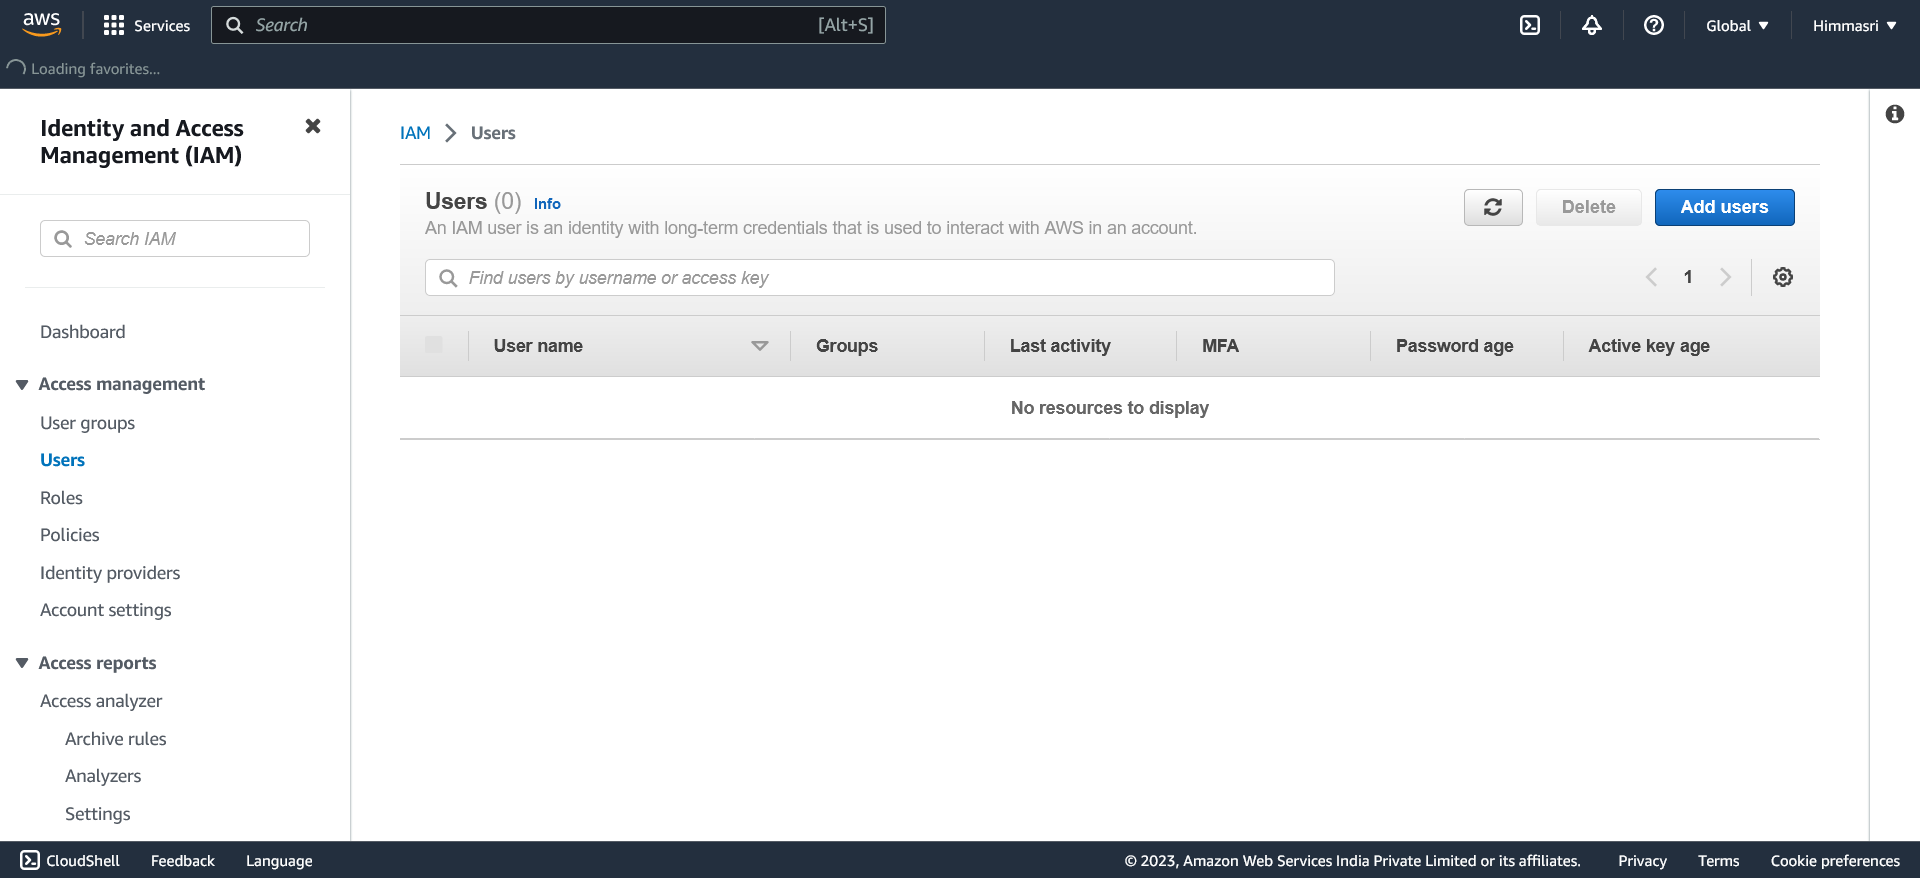 aws
Services
Search
[Alt+S]
Global
Himmasri
Loading favorites...
Identity and Access
Management (IAM)
Search IAM
Dashboard
Access management
User groups
Users
Roles
Policies
Identity providers
Account settings
Access reports
Access analyzer
Archive rules
Analyzers
Settings
IAM
Users
Users (0) Info
An IAM user is an identity with long-term credentials that is used to interact with AWS in an account.
Delete
Add users
Find users by username or access key
1
User name
Groups
Last activity
MFA
Password age
Active key age
No resources to display
CloudShell
Feedback
Language
© 2023, Amazon Web Services India Private Limited or its affiliates.
Privacy
Terms
Cookie preferences